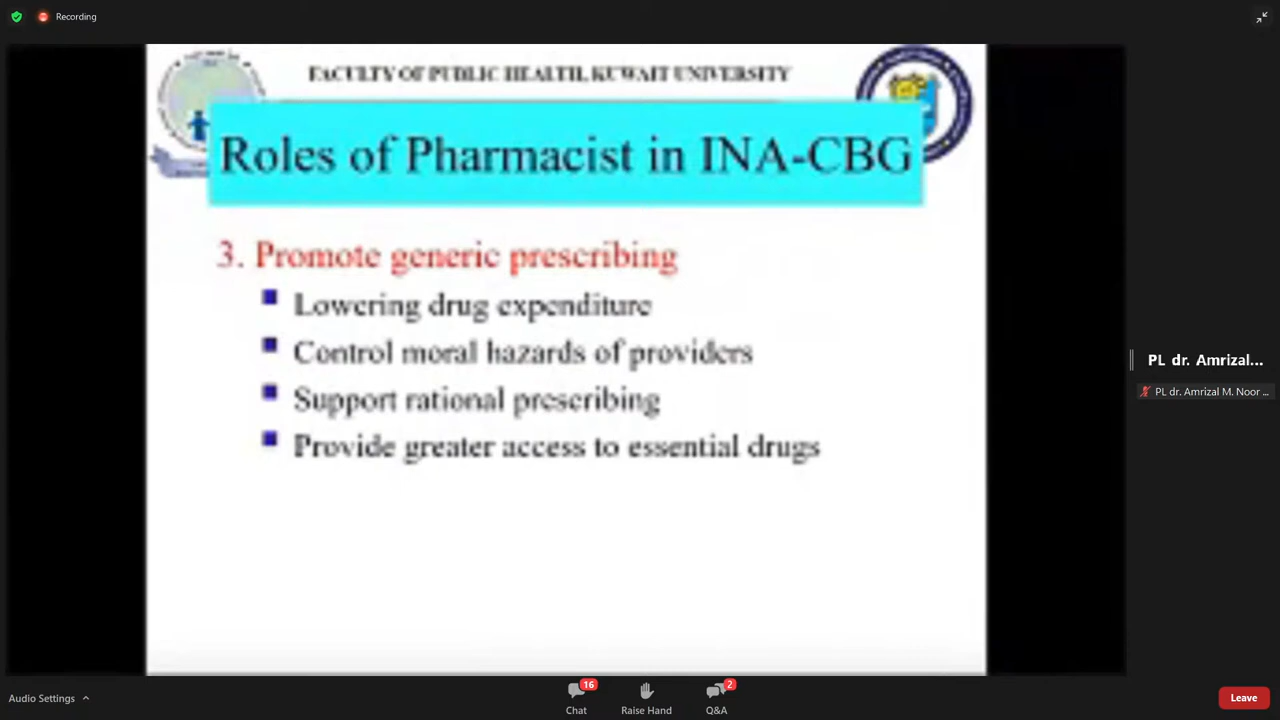 Recording
FACULTY OF PUBLIC HEALTH, KUWAIT UNIVERSITY
Roles of Pharmacist in INA-CBG
3. Promote generic prescribing
Lowering drug expenditure
Control moral hazards of providers
Support rational prescribing
Provide greater access to essential drugs
PL dr. Amrizal...
PL dr. Amrizal M. Noor ...
Audio Settings
16
Chat
Raise Hand
2
Q&A
Leave